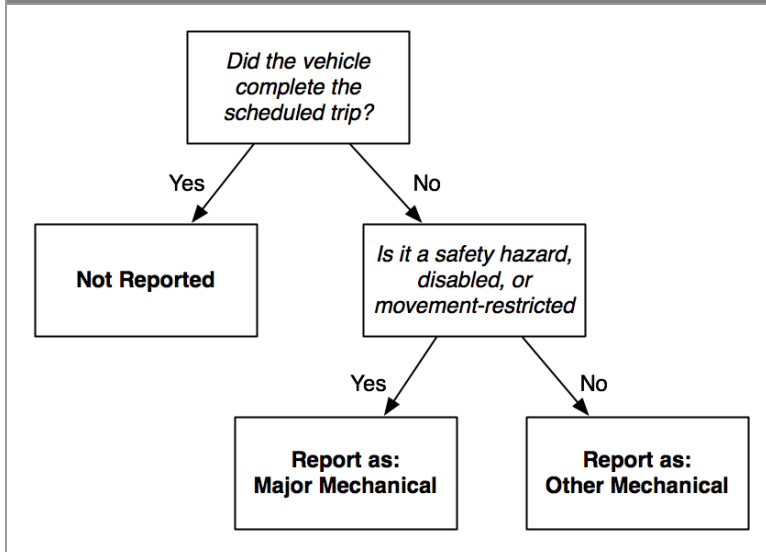 Did the vehicle
complete the
scheduled trip?
Yes
No
Not Reported
Is it a safety hazard,
disabled, or
movement-restricted
Yes
No
Report as:
Major Mechanical
Report as:
Other Mechanical